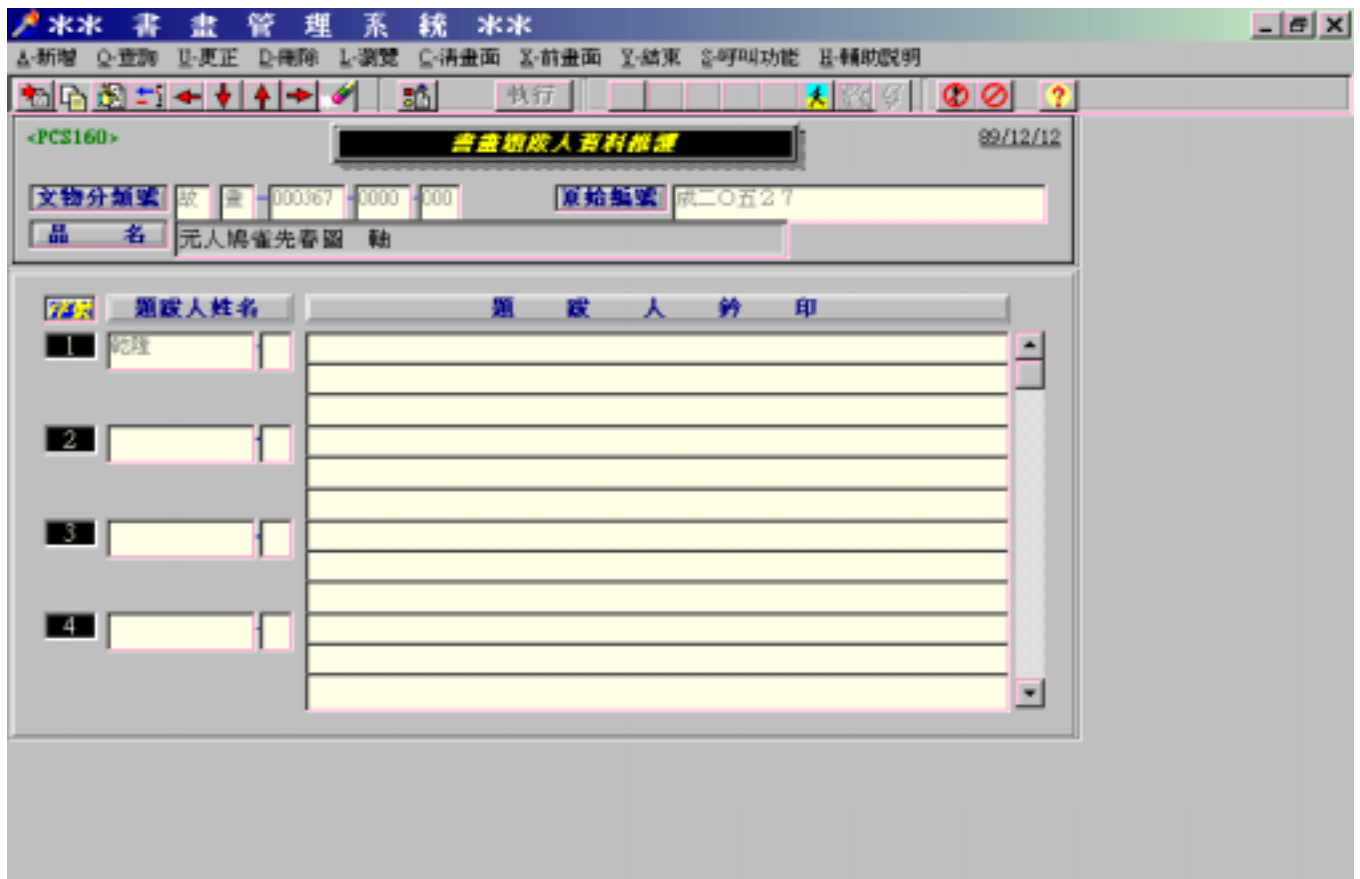 ** 書 畫 管 理 系 統 **
A-新增 Q-查詢 U-更正 D-刪除 L-瀏覽 C-清畫面 X-前畫面 Y-結束 S-呼叫功能 H-輔助說明
執行
<PCS160> 書畫題跋人資料維護 89/12/12
文物分類號 故 畫 -000367 -0000 -000 原始編號 成二〇五27
品 名 元人鳩雀先春圖 軸
題跋人姓名 題 跋 人 鈐 印
1 乾隆
2
3
4